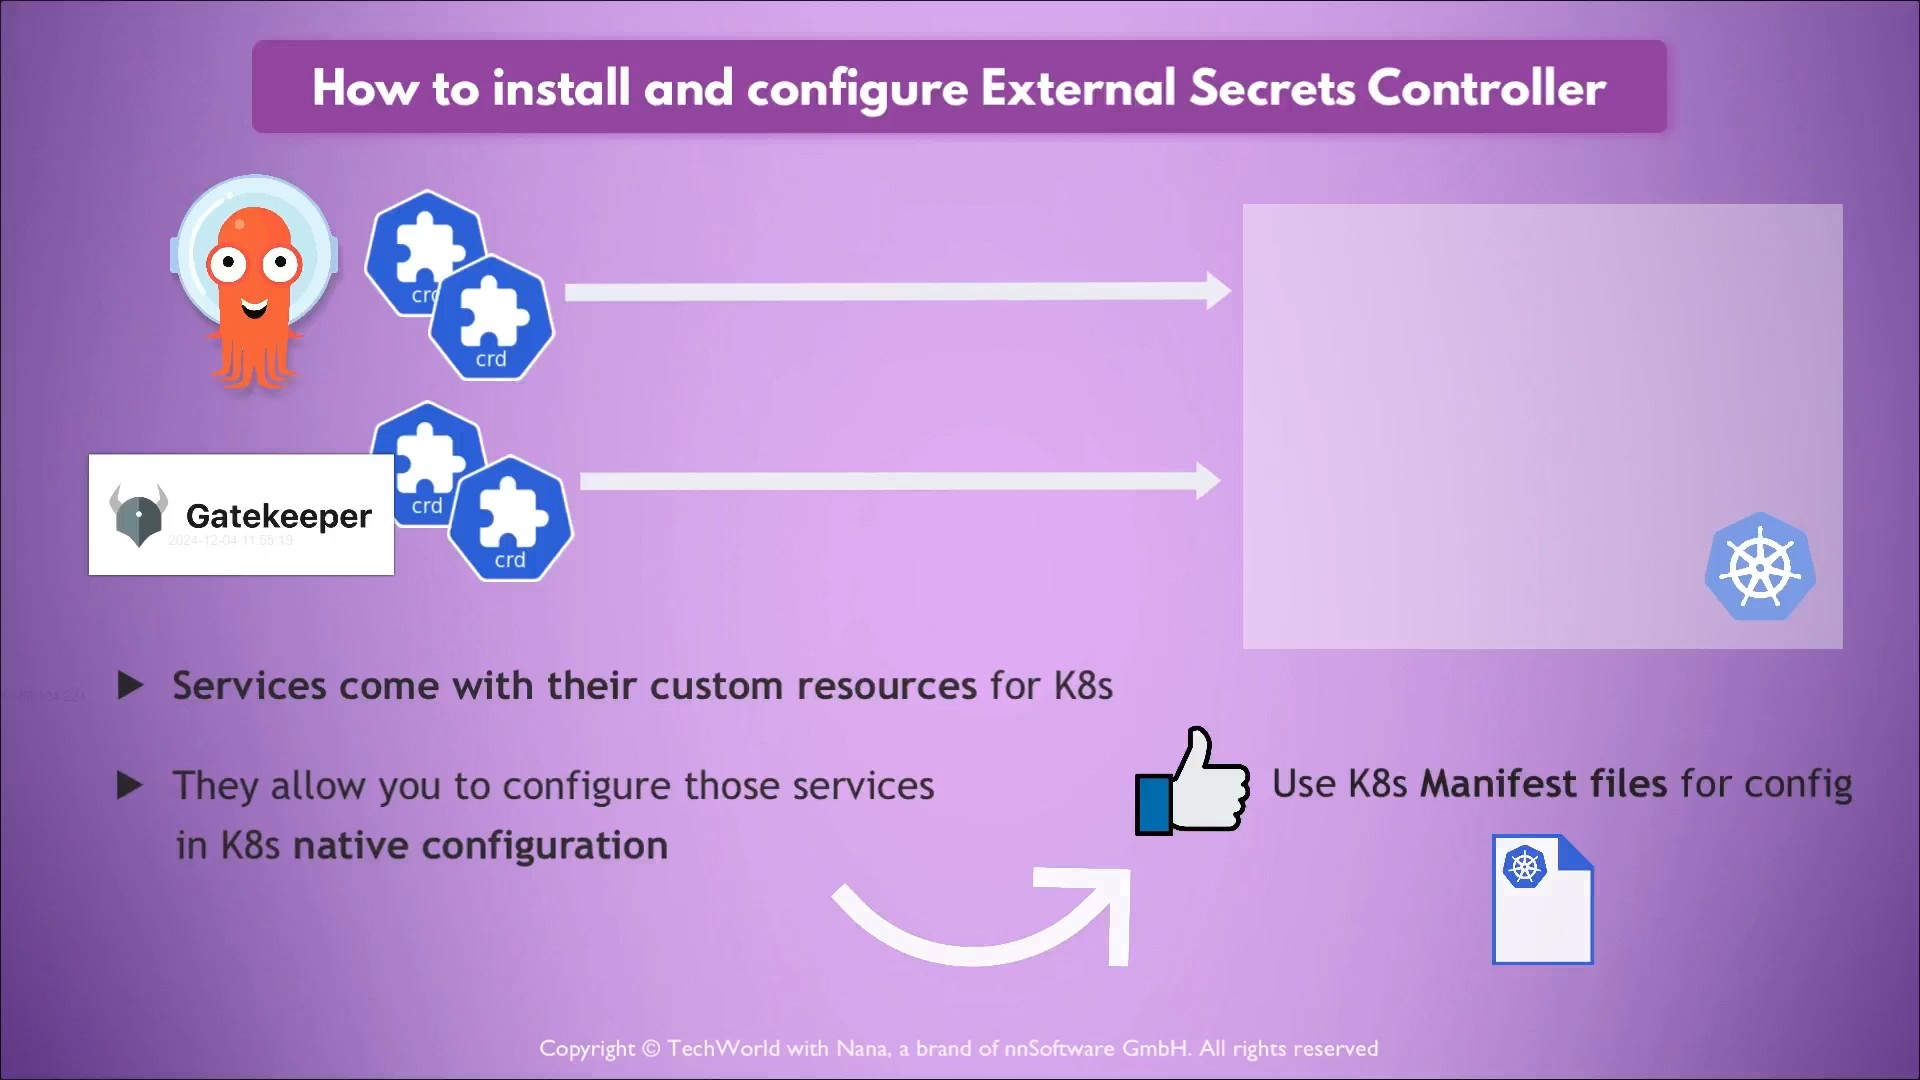 How to install and configure External Secrets Controller
crd
crd
crd
Gatekeeper
2024-12-04 11:55:19
crd
▶ Services come with their custom resources for K8s
▶ They allow you to configure those services
in K8s native configuration
Use K8s Manifest files for config
Copyright © TechWorld with Nana, a brand of nnSoftware GmbH. All rights reserved